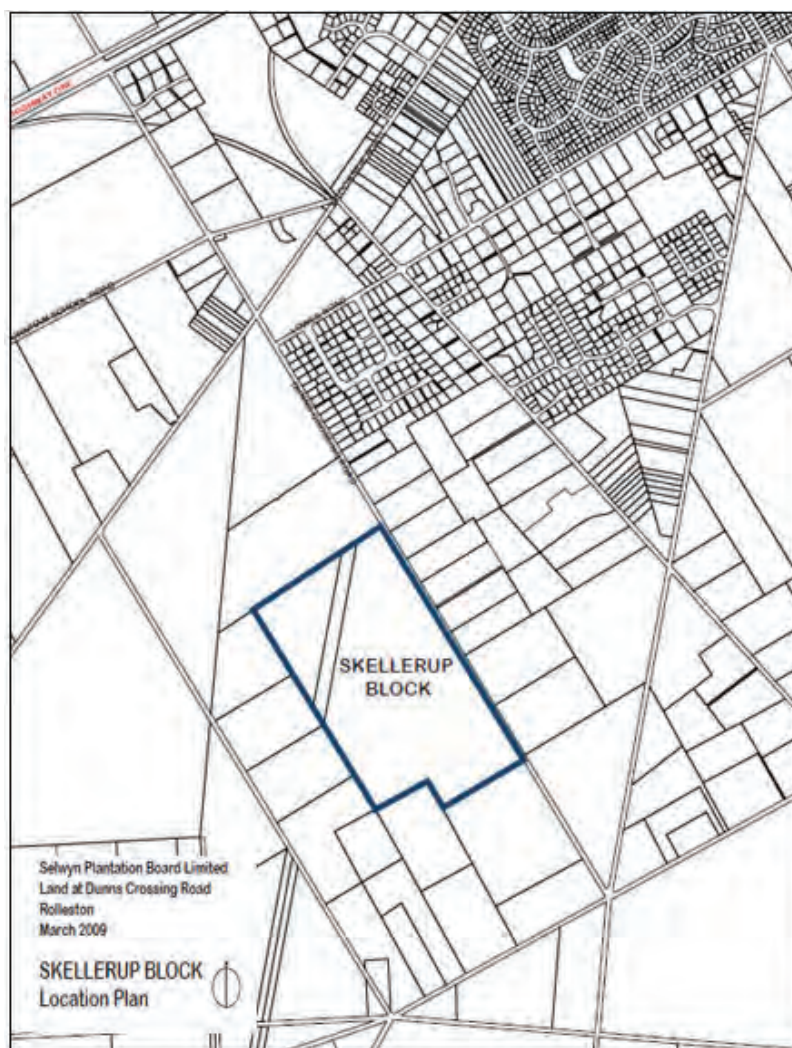 SKELLERUP
BLOCK
Selwyn Plantation Board Limited
Land at Dunns Crossing Road
Rolleston
March 2009
SKELLERUP BLOCK
Location Plan